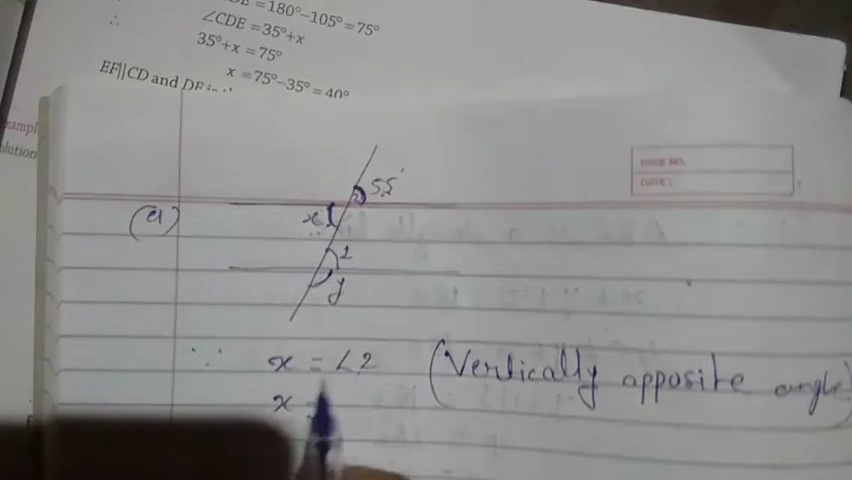 =180°−105°=75°
∴ ∠CDE=35°+x
35°+x=75°
x=75°−35°=40°
EF||CD and DE
PAGE NO.
DATE:
55°
(a) x
1
y
∵ x = ∠2 (Vertically opposite angle)
x